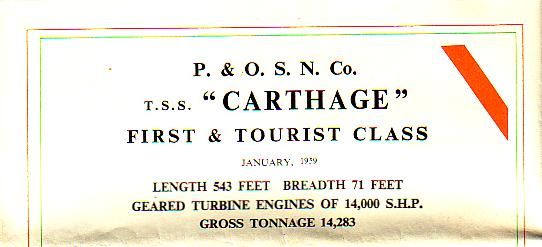 P. & O. S. N. Co.
T.S.S. "CARTHAGE"
FIRST & TOURIST CLASS
JANUARY, 1959
LENGTH 543 FEET BREADTH 71 FEET
GEARED TURBINE ENGINES OF 14,000 S.H.P.
GROSS TONNAGE 14,283